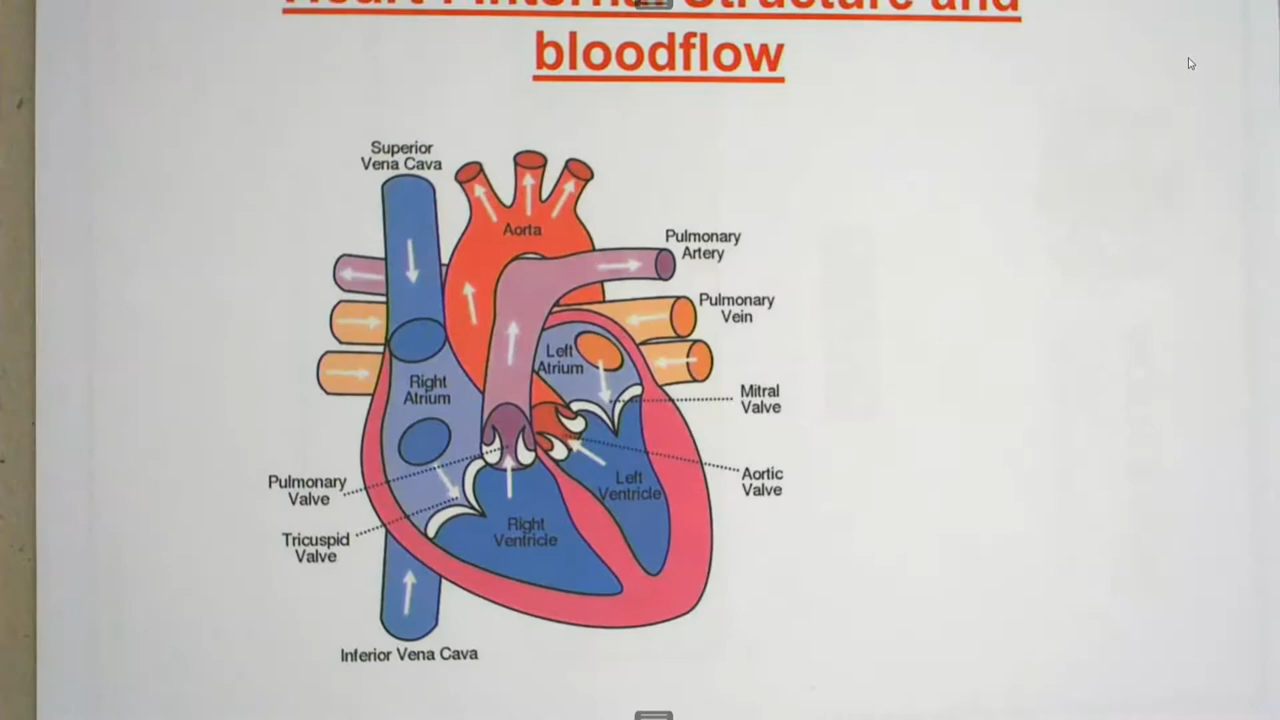 Structure and
bloodflow
Superior
Vena Cava
Aorta
Pulmonary
Artery
Pulmonary
Vein
Left
Atrium
Right
Atrium
Mitral
Valve
Pulmonary
Valve
Aortic
Valve
Left
Ventricle
Right
Ventricle
Tricuspid
Valve
Inferior Vena Cava